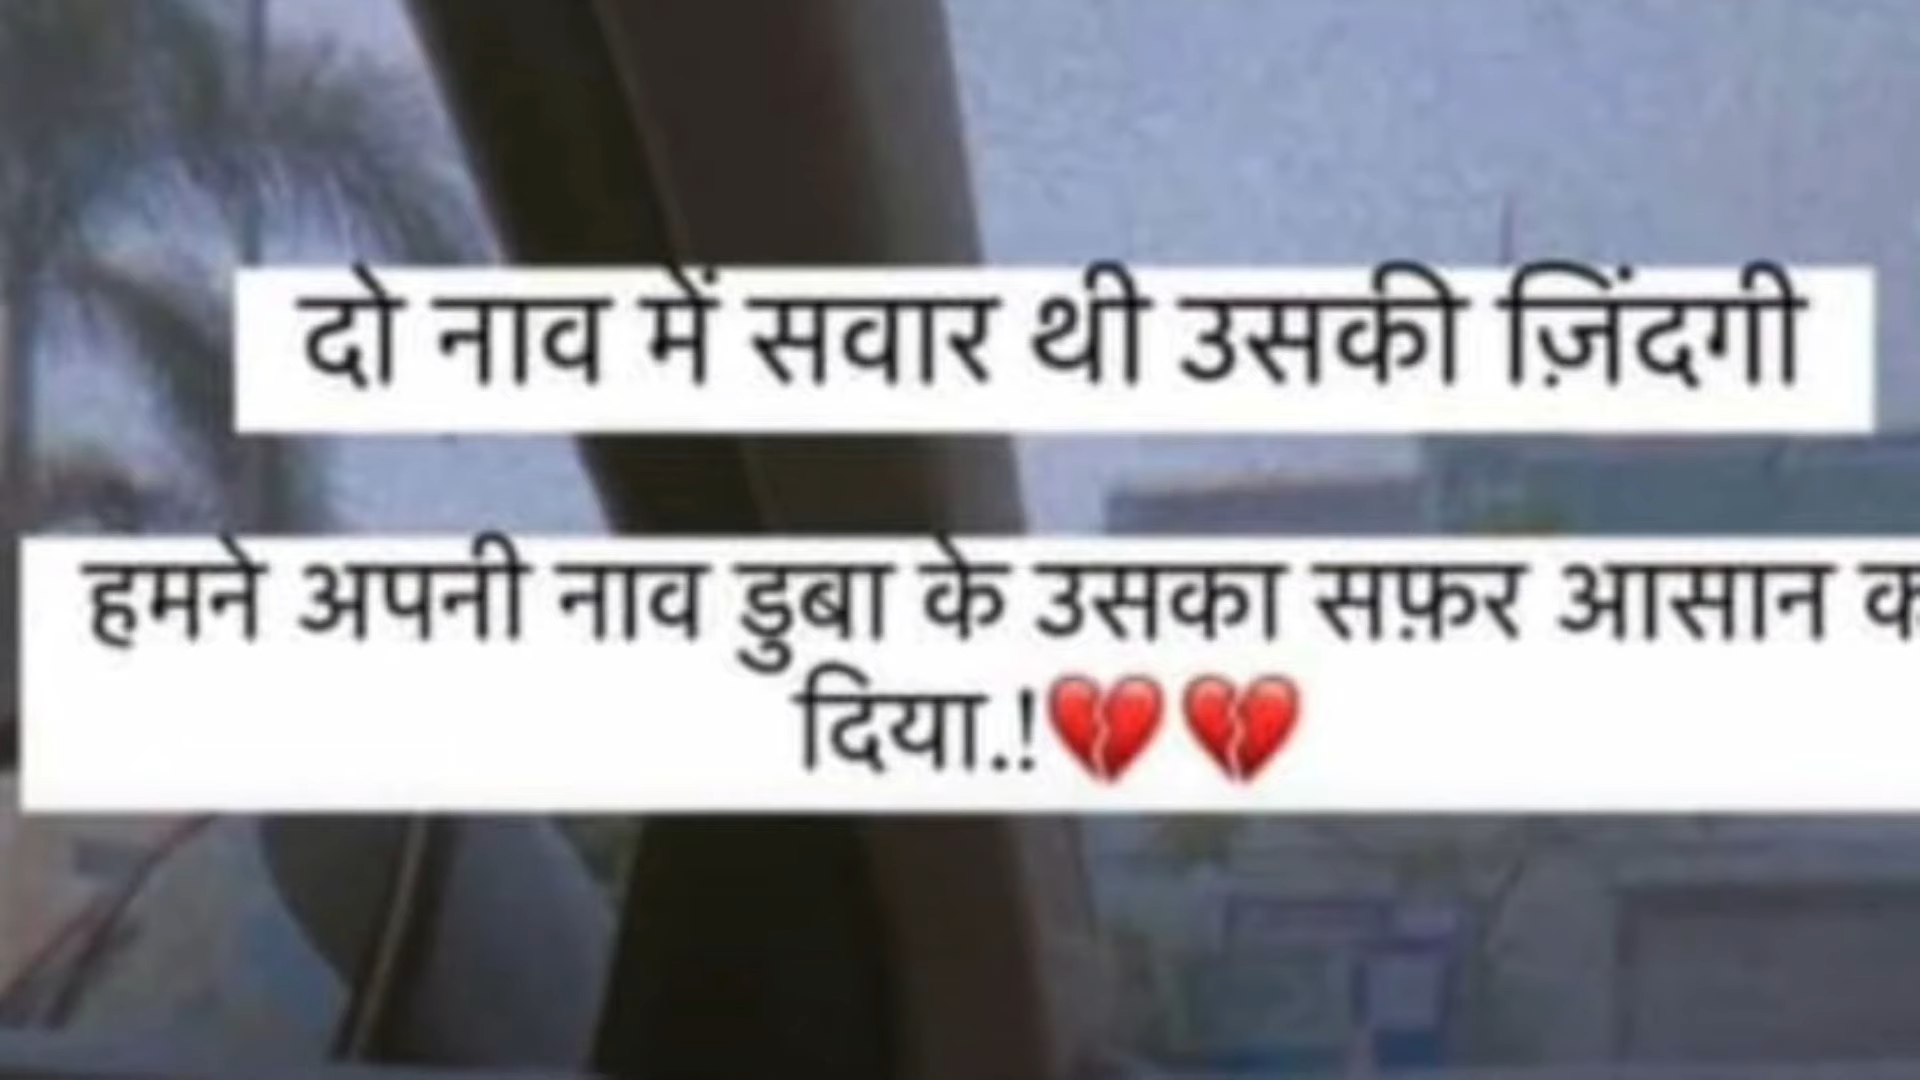 दो नाव में सवार थी उसकी ज़िंदगी
हमने अपनी नाव डुबा के उसका सफ़र आसान क
दिया.!💔💔